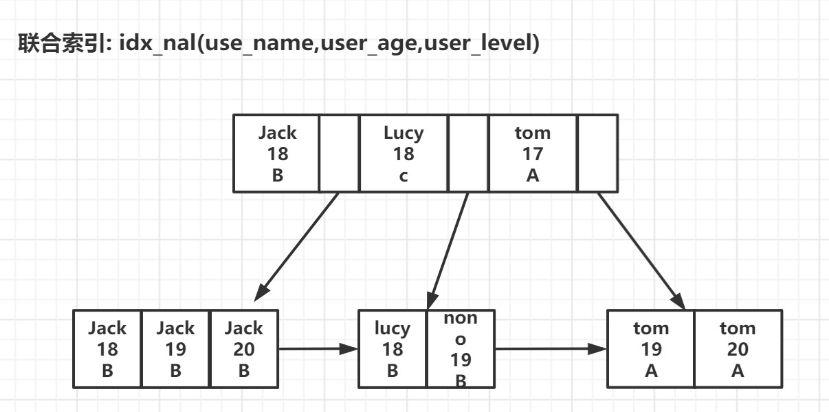 联合索引: idx_nal(use_name,user_age,user_level)
Jack
18
B
Lucy
18
c
tom
17
A
Jack
18
B
Jack
19
B
Jack
20
B
lucy
18
B
non
o
19
B
tom
19
A
tom
20
A